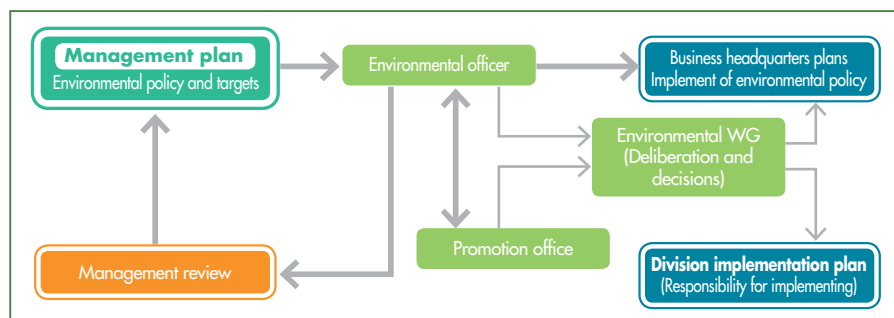 Management plan
Environmental policy and targets
Environmental officer
Business headquarters plans
Implement of environmental policy
Environmental WG
(Deliberation and
decisions)
Promotion office
Management review
Division implementation plan
(Responsibility for implementing)